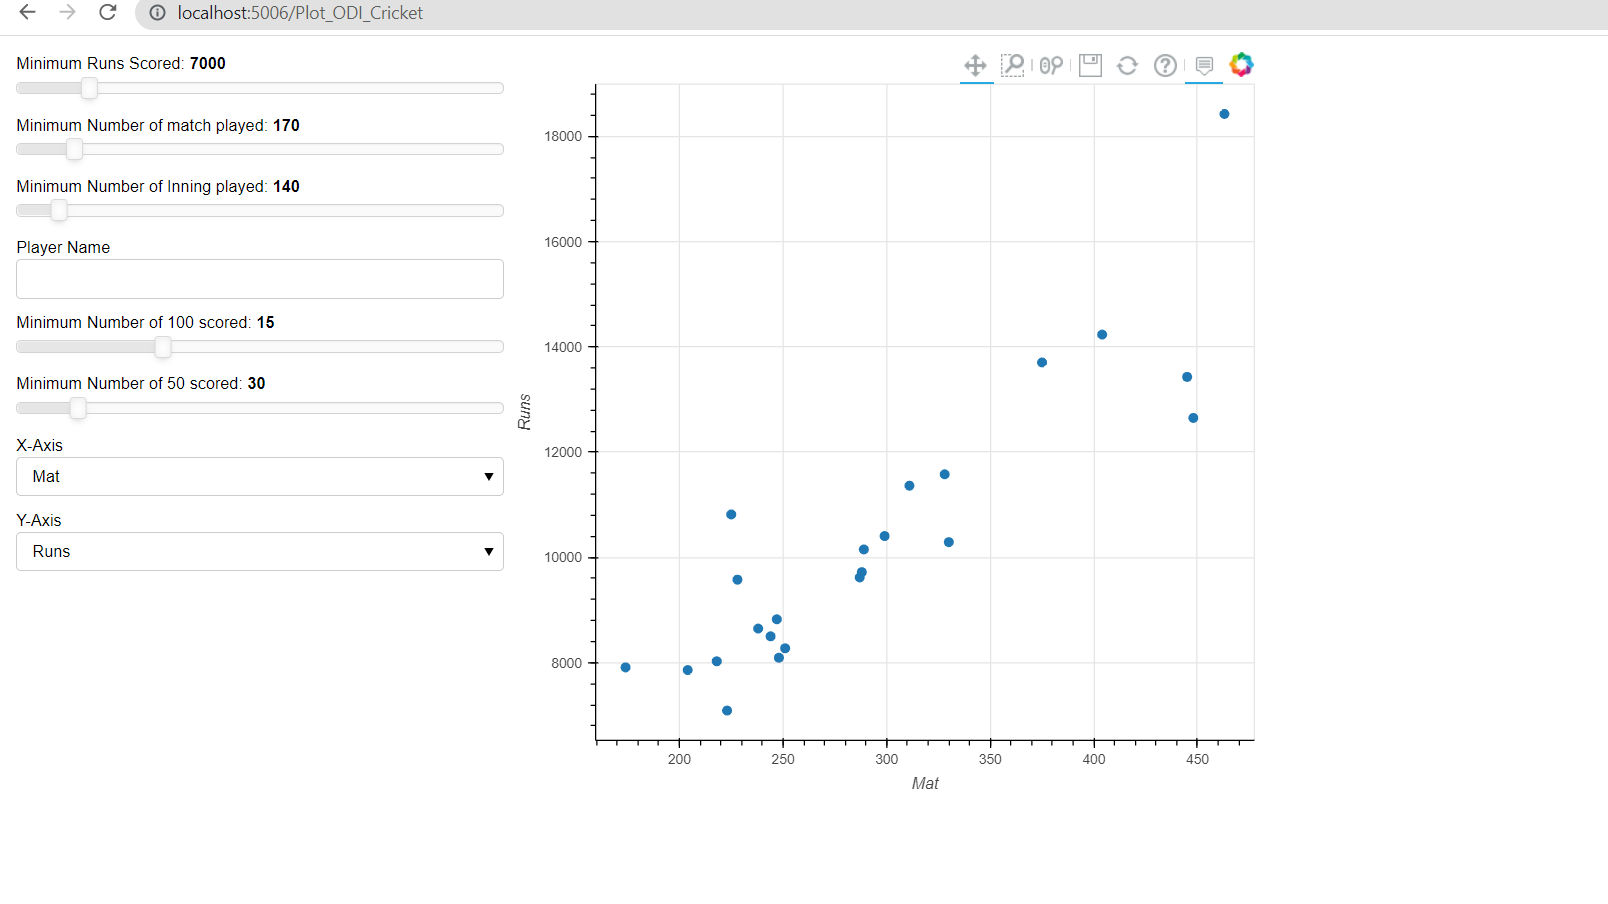 localhost:5006/Plot_ODI_Cricket
Minimum Runs Scored: 7000
Minimum Number of match played: 170
Minimum Number of Inning played: 140
Player Name
Minimum Number of 100 scored: 15
Minimum Number of 50 scored: 30
X-Axis
Mat
Y-Axis
Runs
18000
16000
14000
12000
10000
8000
Runs
200 250 300 350 400 450
Mat